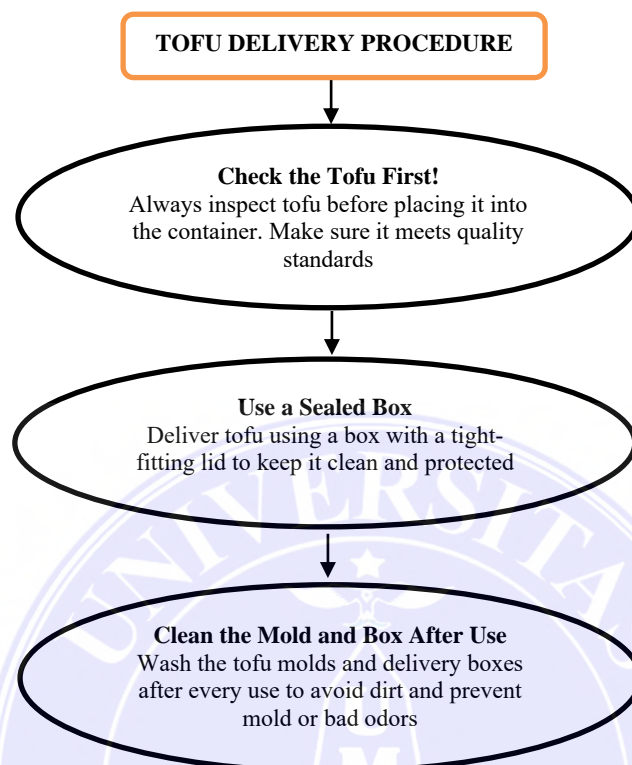 TOFU DELIVERY PROCEDURE
Check the Tofu First!
Always inspect tofu before placing it into
the container. Make sure it meets quality
standards
Use a Sealed Box
Deliver tofu using a box with a tight-
fitting lid to keep it clean and protected
UNIVERSITAS
Clean the Mold and Box After Use
Wash the tofu molds and delivery boxes
after every use to avoid dirt and prevent
mold or bad odors